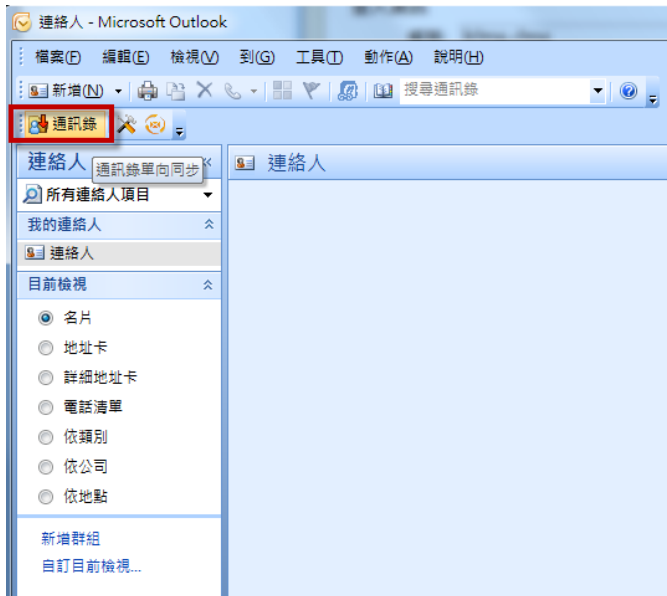 連絡人 - Microsoft Outlook
檔案(F) 編輯(E) 檢視(V) 到(G) 工具(T) 動作(A) 說明(H)
新增(N) 搜尋通訊錄
通訊錄
連絡人 連絡人
通訊錄單向同步
所有連絡人項目
我的連絡人
連絡人
目前檢視
名片
地址卡
詳細地址卡
電話清單
依類別
依公司
依地點
新增群組
自訂目前檢視...